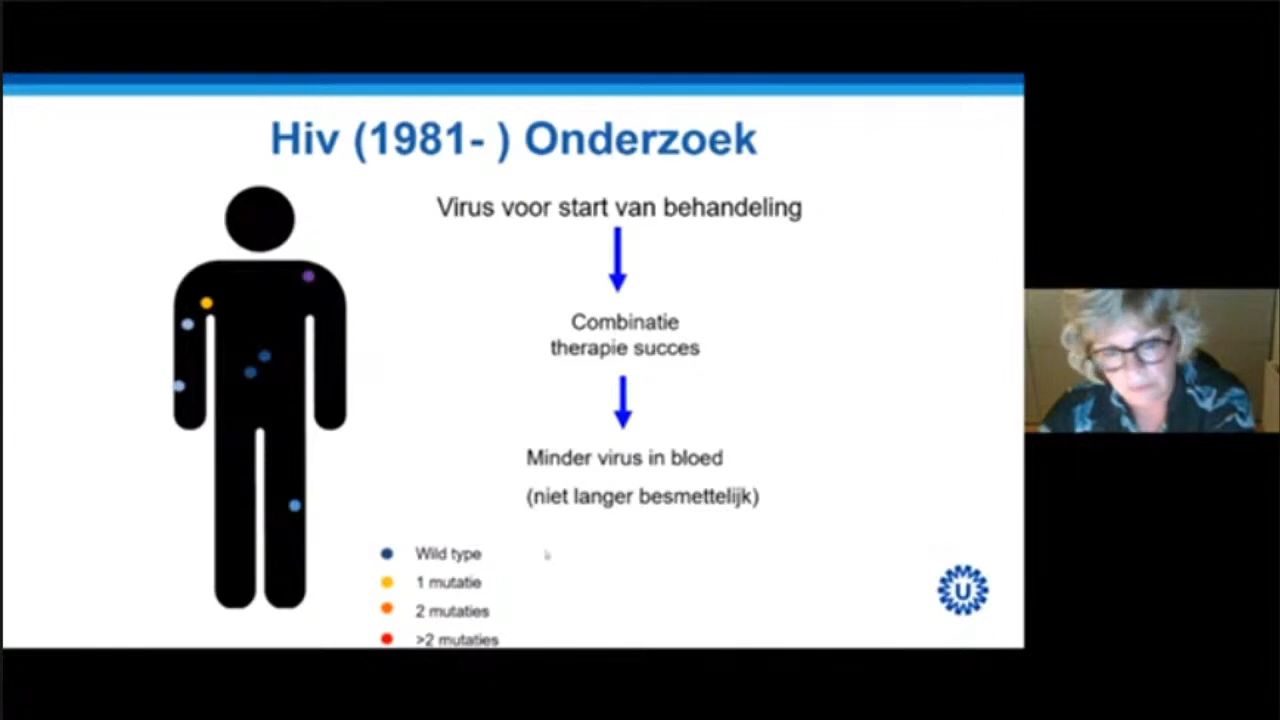 Hiv (1981- ) Onderzoek
Virus voor start van behandeling
Combinatie
therapie succes
Minder virus in bloed
(niet langer besmettelijk)
Wild type
1 mutatie
2 mutaties
>2 mutaties
U